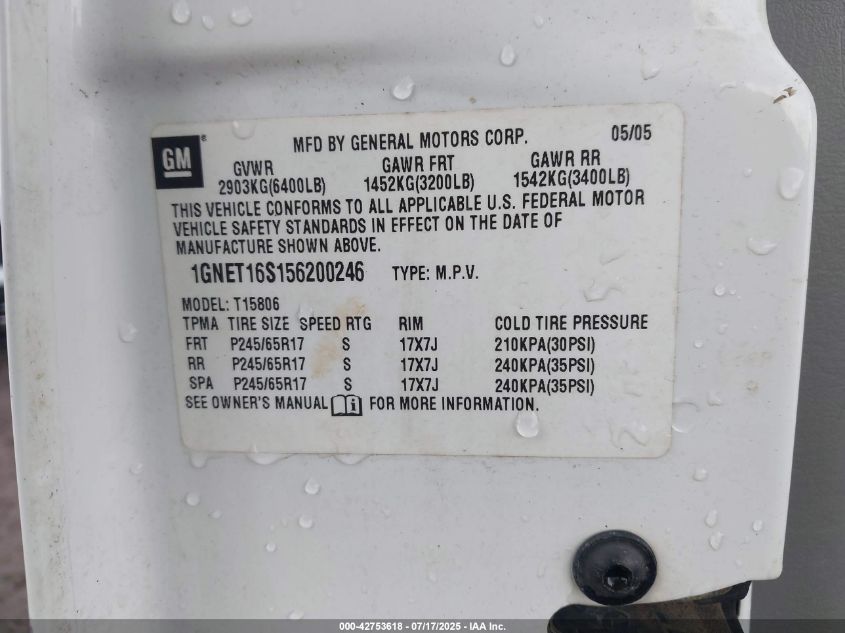 GM ® MFD BY GENERAL MOTORS CORP. 05/05
GVWR GAWR FRT GAWR RR
2903KG(6400LB) 1452KG(3200LB) 1542KG(3400LB)
THIS VEHICLE CONFORMS TO ALL APPLICABLE U.S. FEDERAL MOTOR
VEHICLE SAFETY STANDARDS IN EFFECT ON THE DATE OF
MANUFACTURE SHOWN ABOVE.
1GNET16S156200246 TYPE: M.P.V.
MODEL: T15806
TPMA TIRE SIZE SPEED RTG RIM COLD TIRE PRESSURE
FRT P245/65R17 S 17X7J 210KPA(30PSI)
RR P245/65R17 S 17X7J 240KPA(35PSI)
SPA P245/65R17 S 17X7J 240KPA(35PSI)
SEE OWNER'S MANUAL i FOR MORE INFORMATION.
000-42753618 - 07/17/2025 - IAA Inc.